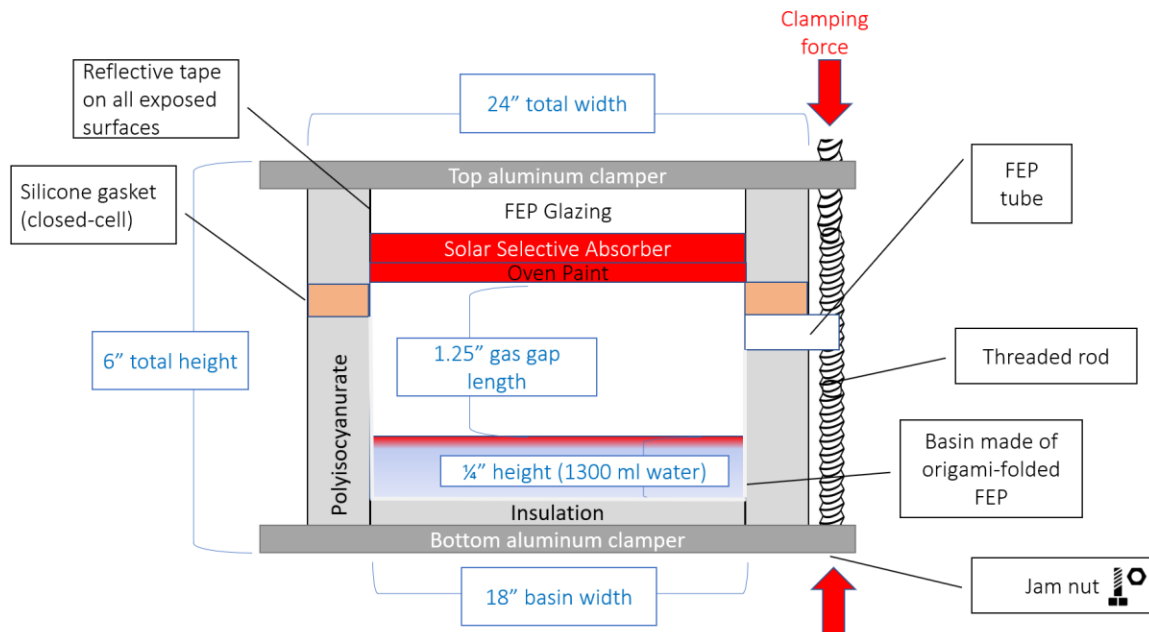 Clamping
force
Reflective tape
on all exposed
surfaces
24” total width
Silicone gasket
(closed-cell)
Top aluminum clamper
FEP
tube
FEP Glazing
Solar Selective Absorber
Oven Paint
6” total height
1.25” gas gap
length
Threaded rod
Polyisocyanurate
¼” height (1300 ml water)
Basin made of
origami-folded
FEP
Insulation
Bottom aluminum clamper
18” basin width
Jam nut